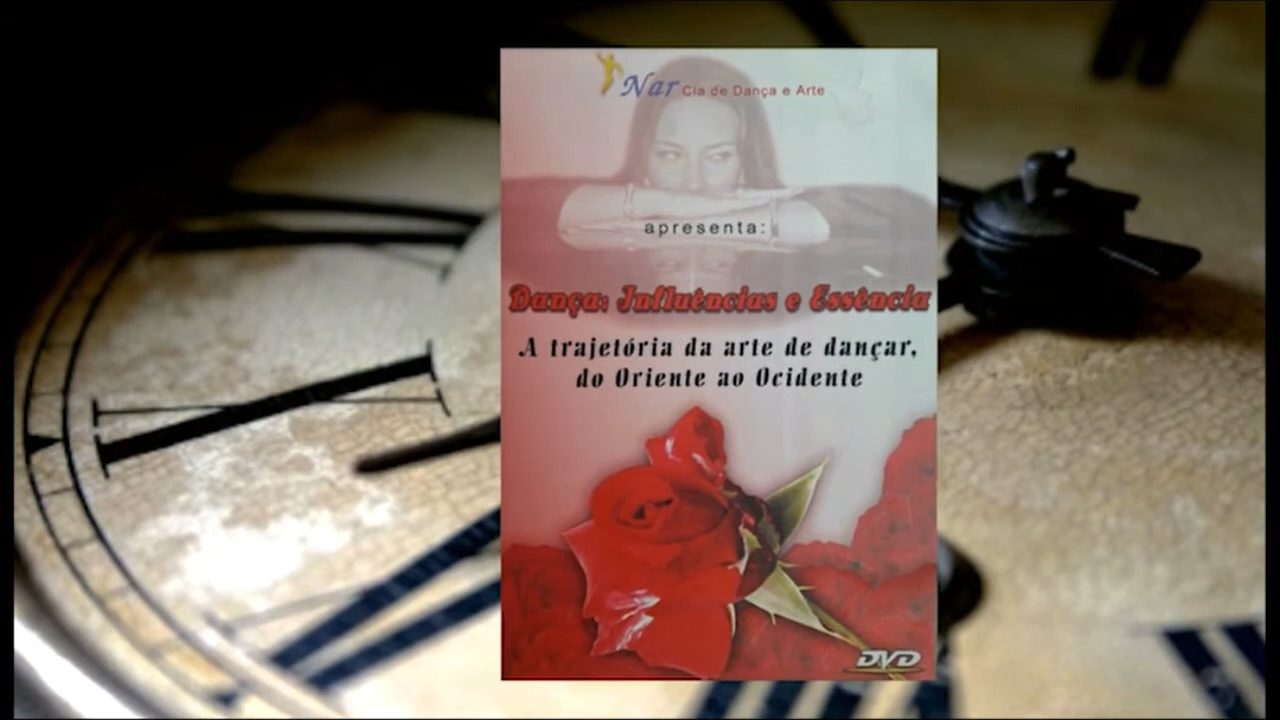 Nar Cia de Dança e Arte
apresenta:
Dança: Influências e Essência
A trajetória da arte de dançar,
do Oriente ao Ocidente
DVD